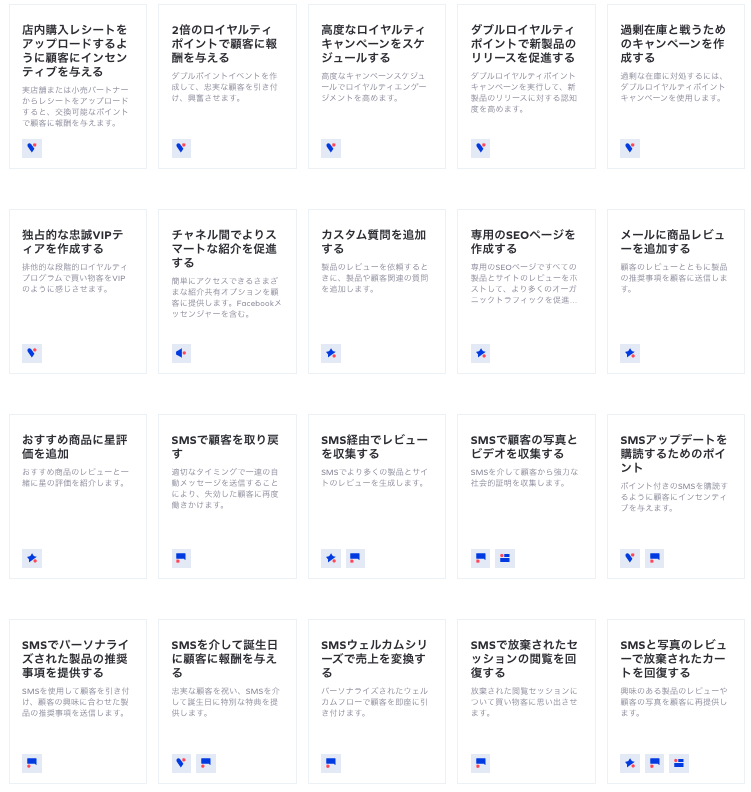 店内購入レシートを
アップロードするよ
うに顧客にインセン
ティブを与える
実店舗または小売パートナー
からレシートをアップロード
すると、交換可能なポイント
で顧客に報酬を与えます。
2倍のロイヤルティ
ポイントで顧客に報
酬を与える
ダブルポイントイベントを作
成して、忠実な顧客を引き付
け、興奮させます。
高度なロイヤルティ
キャンペーンをスケ
ジュールする
高度なキャンペーンスケジュ
ールでロイヤルティエンゲー
ジメントを高めます。
ダブルロイヤルティ
ポイントで新製品の
リリースを促進する
ダブルロイヤルティポイント
キャンペーンを実行して、新
製品のリリースに対する認知
度を高めます。
過剰在庫と戦うため
のキャンペーンを作
成する
過剰な在庫に対処するには、
ダブルロイヤルティポイント
キャンペーンを使用します。
独占的な忠誠VIPテ
ィアを作成する
排他的な段階的ロイヤルティ
プログラムで買い物客をVIP
のように感じさせます。
チャネル間でよりス
マートな紹介を促進
する
簡単にアクセスできるさまざ
まな紹介共有オプションを顧
客に提供します。Facebookメ
ッセンジャーを含む。
カスタム質問を追加
する
製品のレビューを依頼すると
きに、製品や顧客関連の質問
を追加します。
専用のSEOページを
作成する
専用のSEOページですべての
製品とサイトのレビューをホ
ストして、より多くのオーガ
ニックトラフィックを促進...
メールに商品レビュ
ーを追加する
顧客のレビューとともに製品
の推奨事項を顧客に送信しま
す。
おすすめ商品に星評
価を追加
おすすめ商品のレビューと一
緒に星の評価を紹介します。
SMSで顧客を取り戻
す
適切なタイミングで一連の自
動メッセージを送信すること
により、失効した顧客に再度
働きかけます。
SMS経由でレビュー
を収集する
SMSでより多くの製品とサイ
トのレビューを生成します。
SMSで顧客の写真と
ビデオを収集する
SMSを介して顧客から強力な
社会的証明を収集します。
SMSアップデートを
購読するためのポイ
ント
ポイント付きのSMSを購読す
るように顧客にインセンティ
ブを与えます。
SMSでパーソナライ
ズされた製品の推奨
事項を提供する
SMSを使用して顧客を引き付
け、顧客の興味に合わせた製
品の推奨事項を送信します。
SMSを介して誕生日
に顧客に報酬を与え
る
忠実な顧客を祝い、SMSを介
して誕生日に特別な特典を提
供します。
SMSウェルカムシリ
ーズで売上を変換す
る
パーソナライズされたウェル
カムフローで顧客を即座に引
き付けます。
SMSで放棄されたセ
ッションの閲覧を回
復する
放棄された閲覧セッションに
ついて買い物客に思い出させ
ます。
SMSと写真のレビュ
ーで放棄されたカー
トを回復する
興味のある製品のレビューや
顧客の写真を顧客に再提供し
ます。